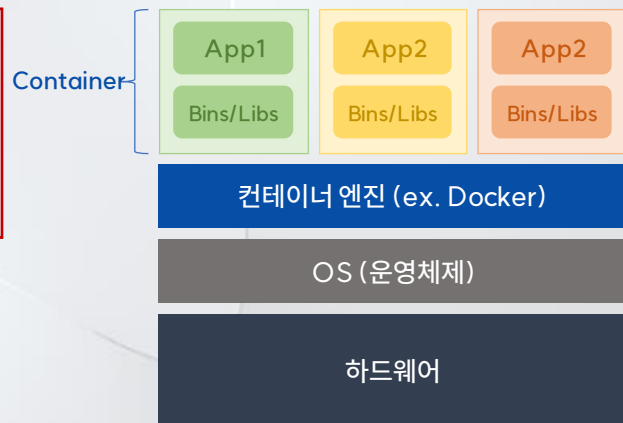 Container
App1
App2
App2
Bins/Libs
Bins/Libs
Bins/Libs
컨테이너 엔진 (ex. Docker)
OS (운영체제)
하드웨어